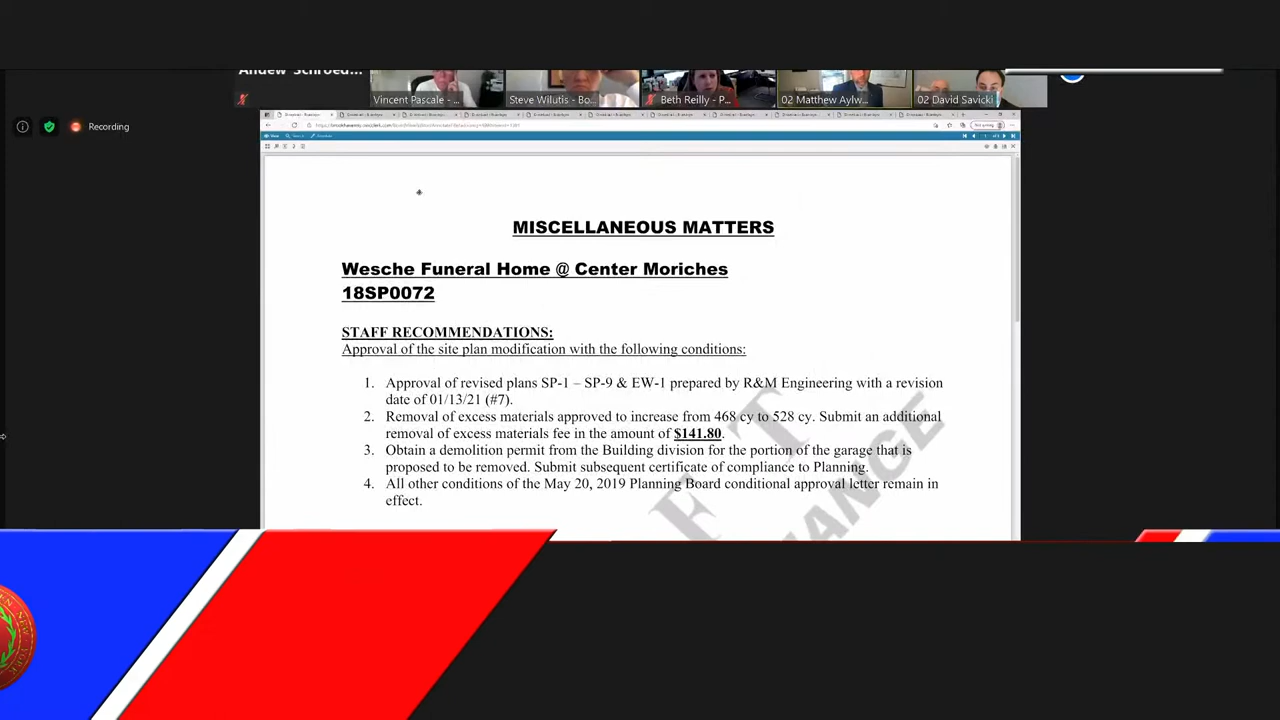 Andew Schroed...
Vincent Pascale - ...
Steve Wilutis - Bo...
Beth Reilly - P...
02 Matthew Aylw...
02 David Savicki
Recording
MISCELLANEOUS MATTERS
Wesche Funeral Home @ Center Moriches
18SP0072
STAFF RECOMMENDATIONS:
Approval of the site plan modification with the following conditions:
1. Approval of revised plans SP-1 – SP-9 & EW-1 prepared by R&M Engineering with a revision
date of 01/13/21 (#7).
2. Removal of excess materials approved to increase from 468 cy to 528 cy. Submit an additional
removal of excess materials fee in the amount of $141.80.
3. Obtain a demolition permit from the Building division for the portion of the garage that is
proposed to be removed. Submit subsequent certificate of compliance to Planning.
4. All other conditions of the May 20, 2019 Planning Board conditional approval letter remain in
effect.